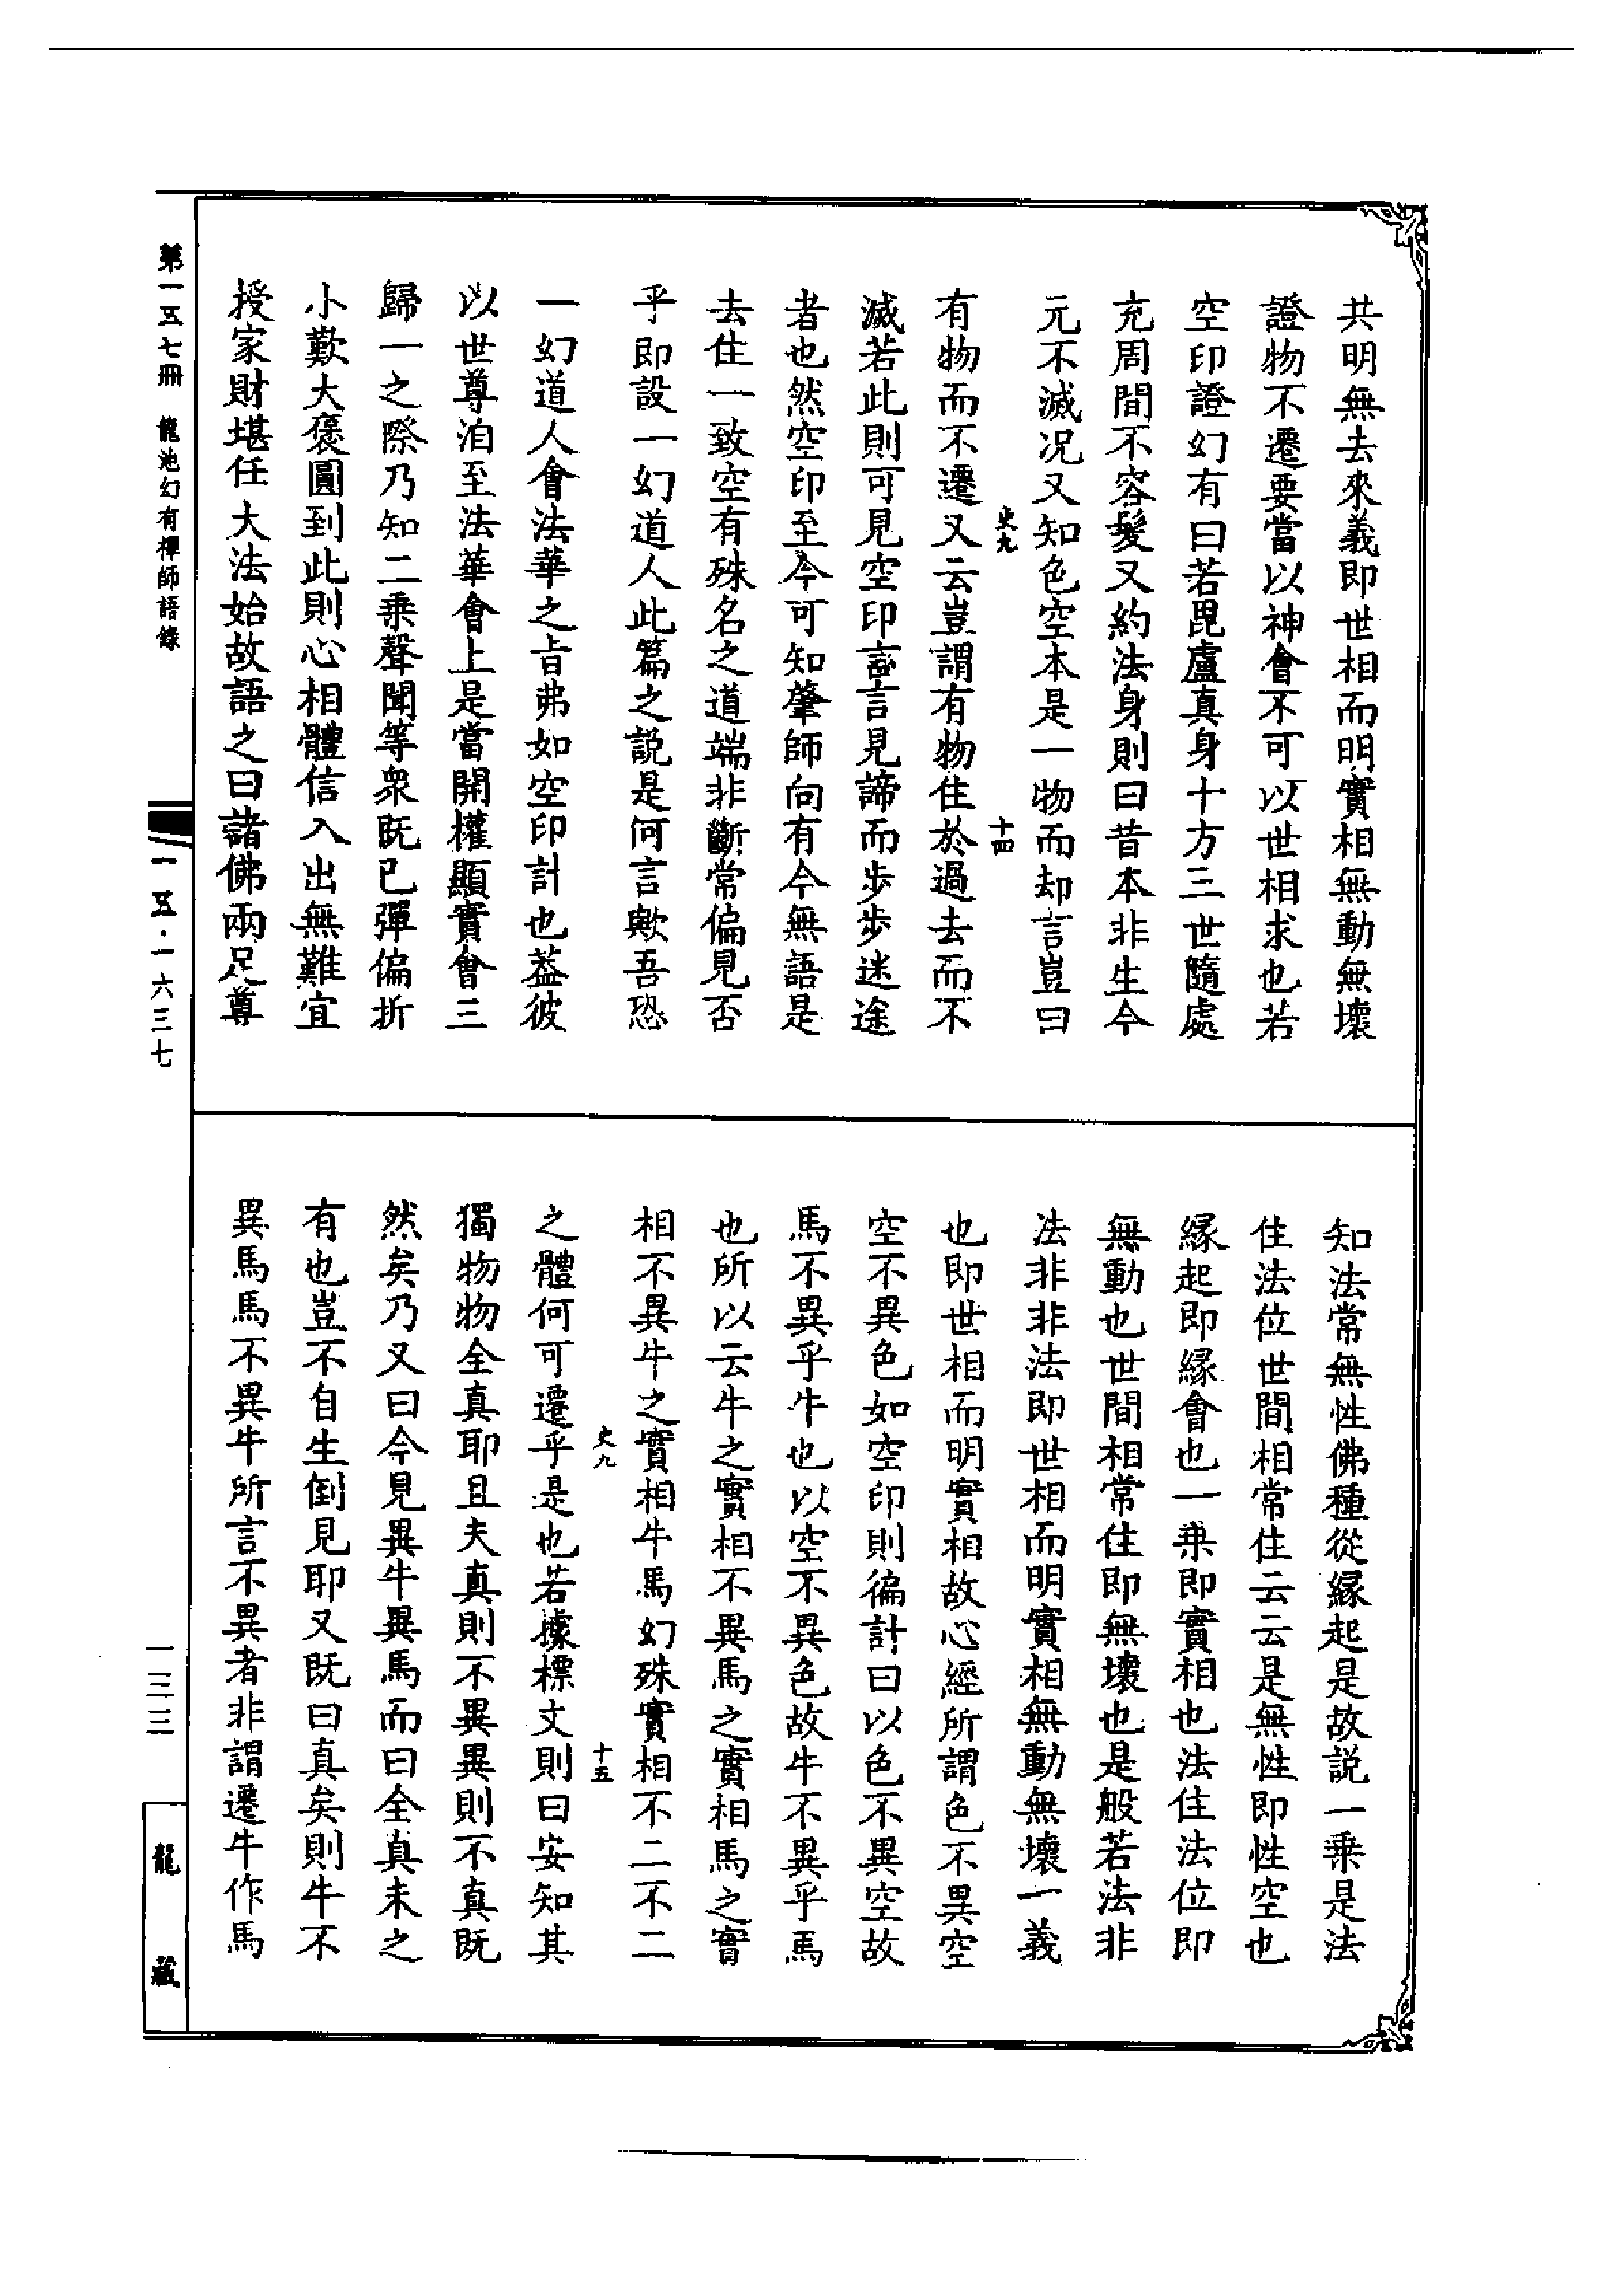 共明無去來義即世相而明實相無動無壞
證物不遷要當以神會不可以世相求也若
空印證幻有曰若毘盧真身十方三世隨處
充周間不容髮又約法身則曰昔本非生今
元不滅况又知色空本是一物而却言豈曰
史九
十四
有物而不遷又云豈謂有物住於過去而不
滅若此則可見空印言言見諦而步步迷途
者也然空印至今可知肇師向有今無語是
去住一致空有殊名之道端非斷常偏見否
乎即設一幻道人此篇之說是何言歟吾恐
一幻道人會法華之旨弗如空印計也葢彼
以世尊洎至法華會上是當開權顯實會三
歸一之際乃知二乘聲聞等衆既已彈偏折
小歎大褒圓到此則心相體信入出無難宜
授家財堪任大法始故語之曰諸佛兩足尊
知法常無性佛種從緣起是故說一乘是法
住法位世間相常住云云是無性即性空也
緣起即緣會也一乘即實相也法住法位即
無動也世間相常住即無壞也是般若法非
法非非法即世相而明實相無動無壞一義
也即世相而明實相故心經所謂色不異空
空不異色如空印則徧計曰以色不異空故
馬不異乎牛也以空不異色故牛不異乎馬
也所以云牛之實相不異馬之實相馬之實
相不異牛之實相牛馬幻殊實相不二不二
史九
十五
之體何可遷乎是也若據標文則曰安知其
獨物物全真耶且夫真則不異異則不真既
然矣乃又曰今見異牛異馬而曰全真未之
有也豈不自生倒見耶又既曰真矣則牛不
異馬馬不異牛所言不異者非謂遷牛作馬
第一五七冊 龍池幻有禪師語錄
一五·一六三七
一三三
龍藏